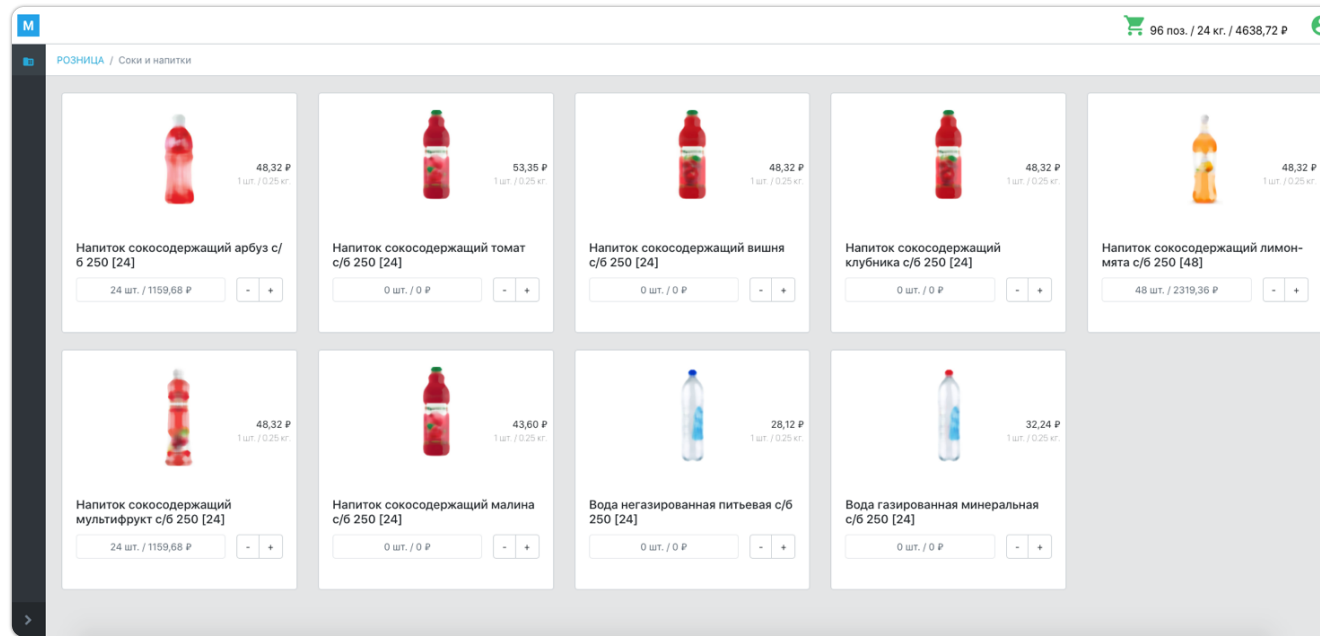 M
96 поз. / 24 кг. / 4638,72 ₽
РОЗНИЦА / Соки и напитки
48,32 ₽
1 шт. / 0.25 кг.
Напиток сокосодержащий арбуз с/
б 250 [24]
24 шт. / 1159,68 ₽
- +
53,35 ₽
1 шт. / 0.25 кг.
Напиток сокосодержащий томат
с/б 250 [24]
0 шт. / 0 ₽
- +
48,32 ₽
1 шт. / 0.25 кг.
Напиток сокосодержащий вишня
с/б 250 [24]
0 шт. / 0 ₽
- +
48,32 ₽
1 шт. / 0.25 кг.
Напиток сокосодержащий
клубника с/б 250 [24]
0 шт. / 0 ₽
- +
48,32 ₽
1 шт. / 0.25 кг.
Напиток сокосодержащий лимон-
мята с/б 250 [48]
48 шт. / 2319,36 ₽
- +
48,32 ₽
1 шт. / 0.25 кг.
Напиток сокосодержащий
мультифрукт с/б 250 [24]
24 шт. / 1159,68 ₽
- +
43,60 ₽
1 шт. / 0.25 кг.
Напиток сокосодержащий малина
с/б 250 [24]
0 шт. / 0 ₽
- +
28,12 ₽
1 шт. / 0.25 кг.
Вода негазированная питьевая с/б
250 [24]
0 шт. / 0 ₽
- +
32,24 ₽
1 шт. / 0.25 кг.
Вода газированная минеральная
с/б 250 [24]
0 шт. / 0 ₽
- +